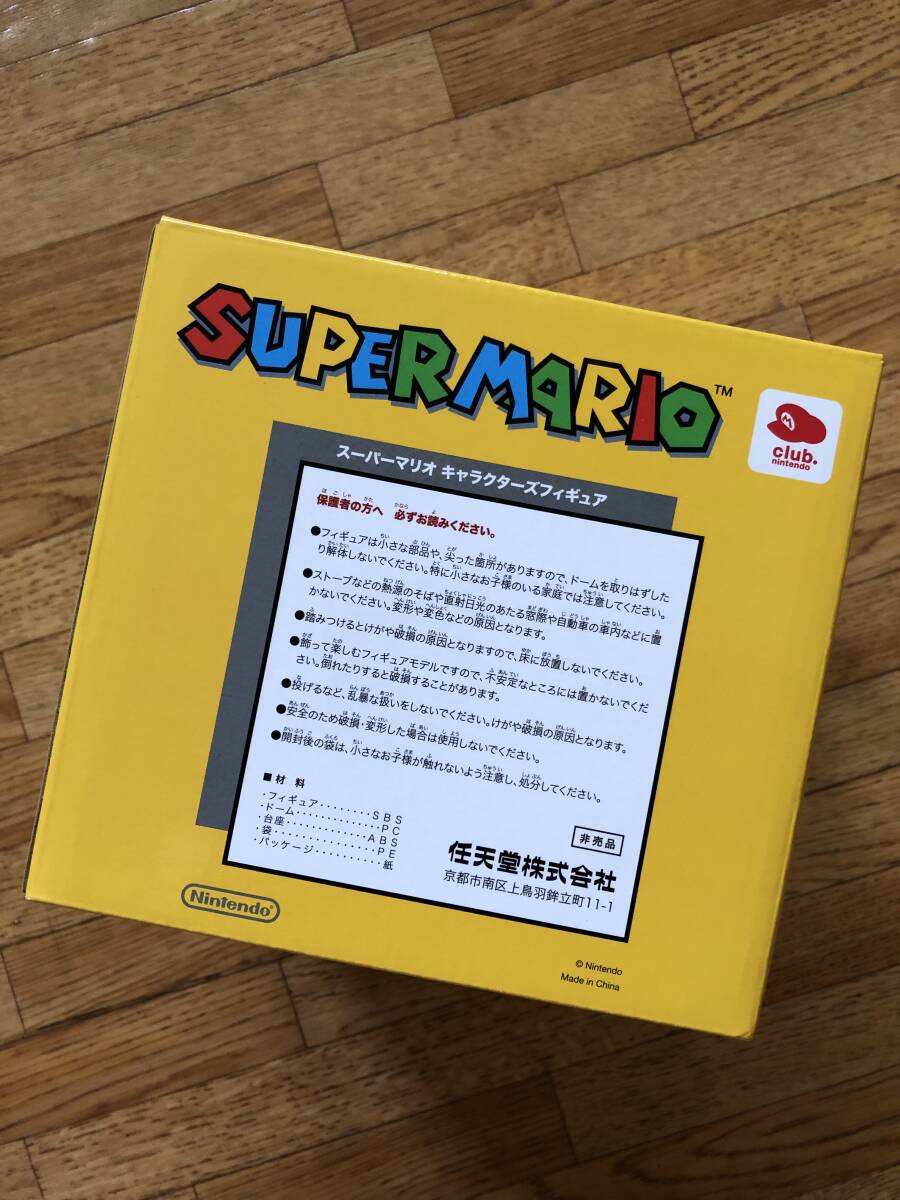 SUPER MARIO™
club.
nintendo
スーパーマリオ キャラクターズフィギュア
保護者の方へ 必ずお読みください。
●フィギュアは小さな部品や、尖った箇所がありますので、ドームを取りはずした
り解体しないでください。特に小さなお子様のいる家庭では注意してください。
●ストーブなどの熱源のそばや直射日光のあたる窓際や自動車の車内などに置
かないでください。変形や変色などの原因となります。
●踏みつけるとけがや破損の原因となりますので、床に放置しないでください。
●飾って楽しむフィギュアモデルですので、不安定なところには置かないでくだ
さい。倒れたりすると破損することがあります。
●投げるなど、乱暴な扱いをしないでください。けがや破損の原因となります。
●安全のため破損・変形した場合は使用しないでください。
●開封後の袋は、小さなお子様が触れないよう注意し、処分してください。
■材 料
・フィギュア・・・・・・・・SBS
・ドーム・・・・・・・・・・・・・PC
・台座・・・・・・・・・・・・ABS
・袋・・・・・・・・・・・・・・・PE
・パッケージ・・・・・・・・・・紙
非売品
任天堂株式会社
京都市南区上鳥羽鉾立町11-1
Nintendo®
© Nintendo
Made in China